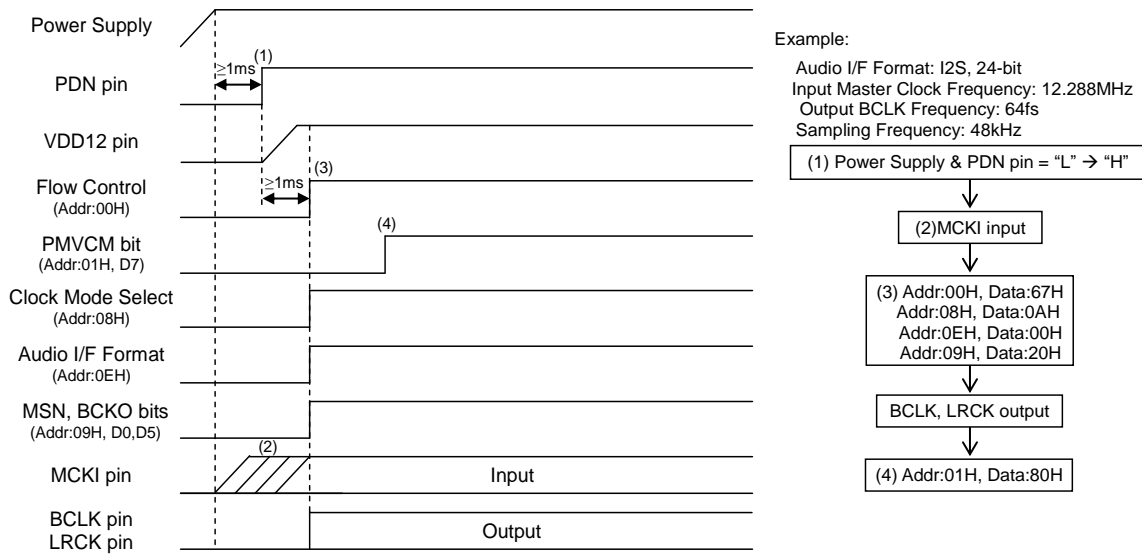 Power Supply
PDN pin
VDD12 pin
Flow Control
(Addr:00H)
PMVCM bit
(Addr:01H, D7)
Clock Mode Select
(Addr:08H)
Audio I/F Format
(Addr:0EH)
MSN, BCKO bits
(Addr:09H, D0,D5)
MCKI pin
BCLK pin
LRCK pin
≥1ms
(1)
≥1ms
(3)
(4)
(2)
Input
Output
Example:
Audio I/F Format: I2S, 24-bit
Input Master Clock Frequency: 12.288MHz
Output BCLK Frequency: 64fs
Sampling Frequency: 48kHz
(1) Power Supply & PDN pin = “L” → “H”
(2)MCKI input
(3) Addr:00H, Data:67H
Addr:08H, Data:0AH
Addr:0EH, Data:00H
Addr:09H, Data:20H
BCLK, LRCK output
(4) Addr:01H, Data:80H